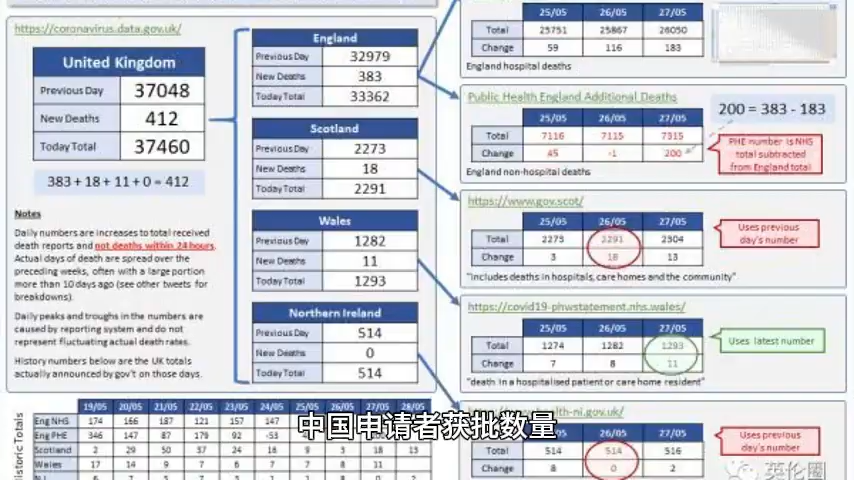 https://coronavirus.data.gov.uk/
United Kingdom
Previous Day 37048
New Deaths 412
Today Total 37460
383 + 18 + 11 + 0 = 412
Notes
Daily numbers are increases to total received
death reports and not deaths within 24 hours.
Actual days of death are spread over the
preceding weeks, often with a large portion
more than 10 days ago (see other tweets for
breakdowns).
Daily peaks and troughs in the numbers are
caused by reporting system and do not
represent fluctuating actual death rates.
History numbers below are the UK totals
actually announced by gov't on those days.
England
Previous Day 32979
New Deaths 383
Today Total 33362
Scotland
Previous Day 2273
New Deaths 18
Today Total 2291
Wales
Previous Day 1282
New Deaths 11
Today Total 1293
Northern Ireland
Previous Day 514
New Deaths 0
Today Total 514
25/05 26/05 27/05
Total 25751 25867 26050
Change 59 116 183
England hospital deaths
Public Health England Additional Deaths
25/05 26/05 27/05
Total 7116 7115 7315
Change 45 -1 200
England non-hospital deaths
200 = 383 - 183
PHE number is NHS
total subtracted
from England total
https://www.gov.scot/
25/05 26/05 27/05
Total 2273 2291 2304
Change 3 18 13
"includes deaths in hospitals, care homes and the community"
Uses previous
day's number
https://covid19-phwstatement.nhs.wales/
25/05 26/05 27/05
Total 1274 1282 1293
Change 7 8 11
"death in a hospitalised patient or care home resident"
Uses latest number
health-ni.gov.uk/
25/05 26/05 27/05
Total 514 514 516
Change 8 0 2
Uses previous
day's number
Historic Totals
19/05 20/05 21/05 22/05 23/05 24/05 25/05 26/05 27/05 28/05
Eng NHS 174 166 187 121 157 147
Eng PHE 346 147 87 179 92 -53
Scotland 2 29 50 37 24 16 9 3 18 13
Wales 17 14 9 7 6 7 7 8 11
中国申请者获批数量
英伦圈